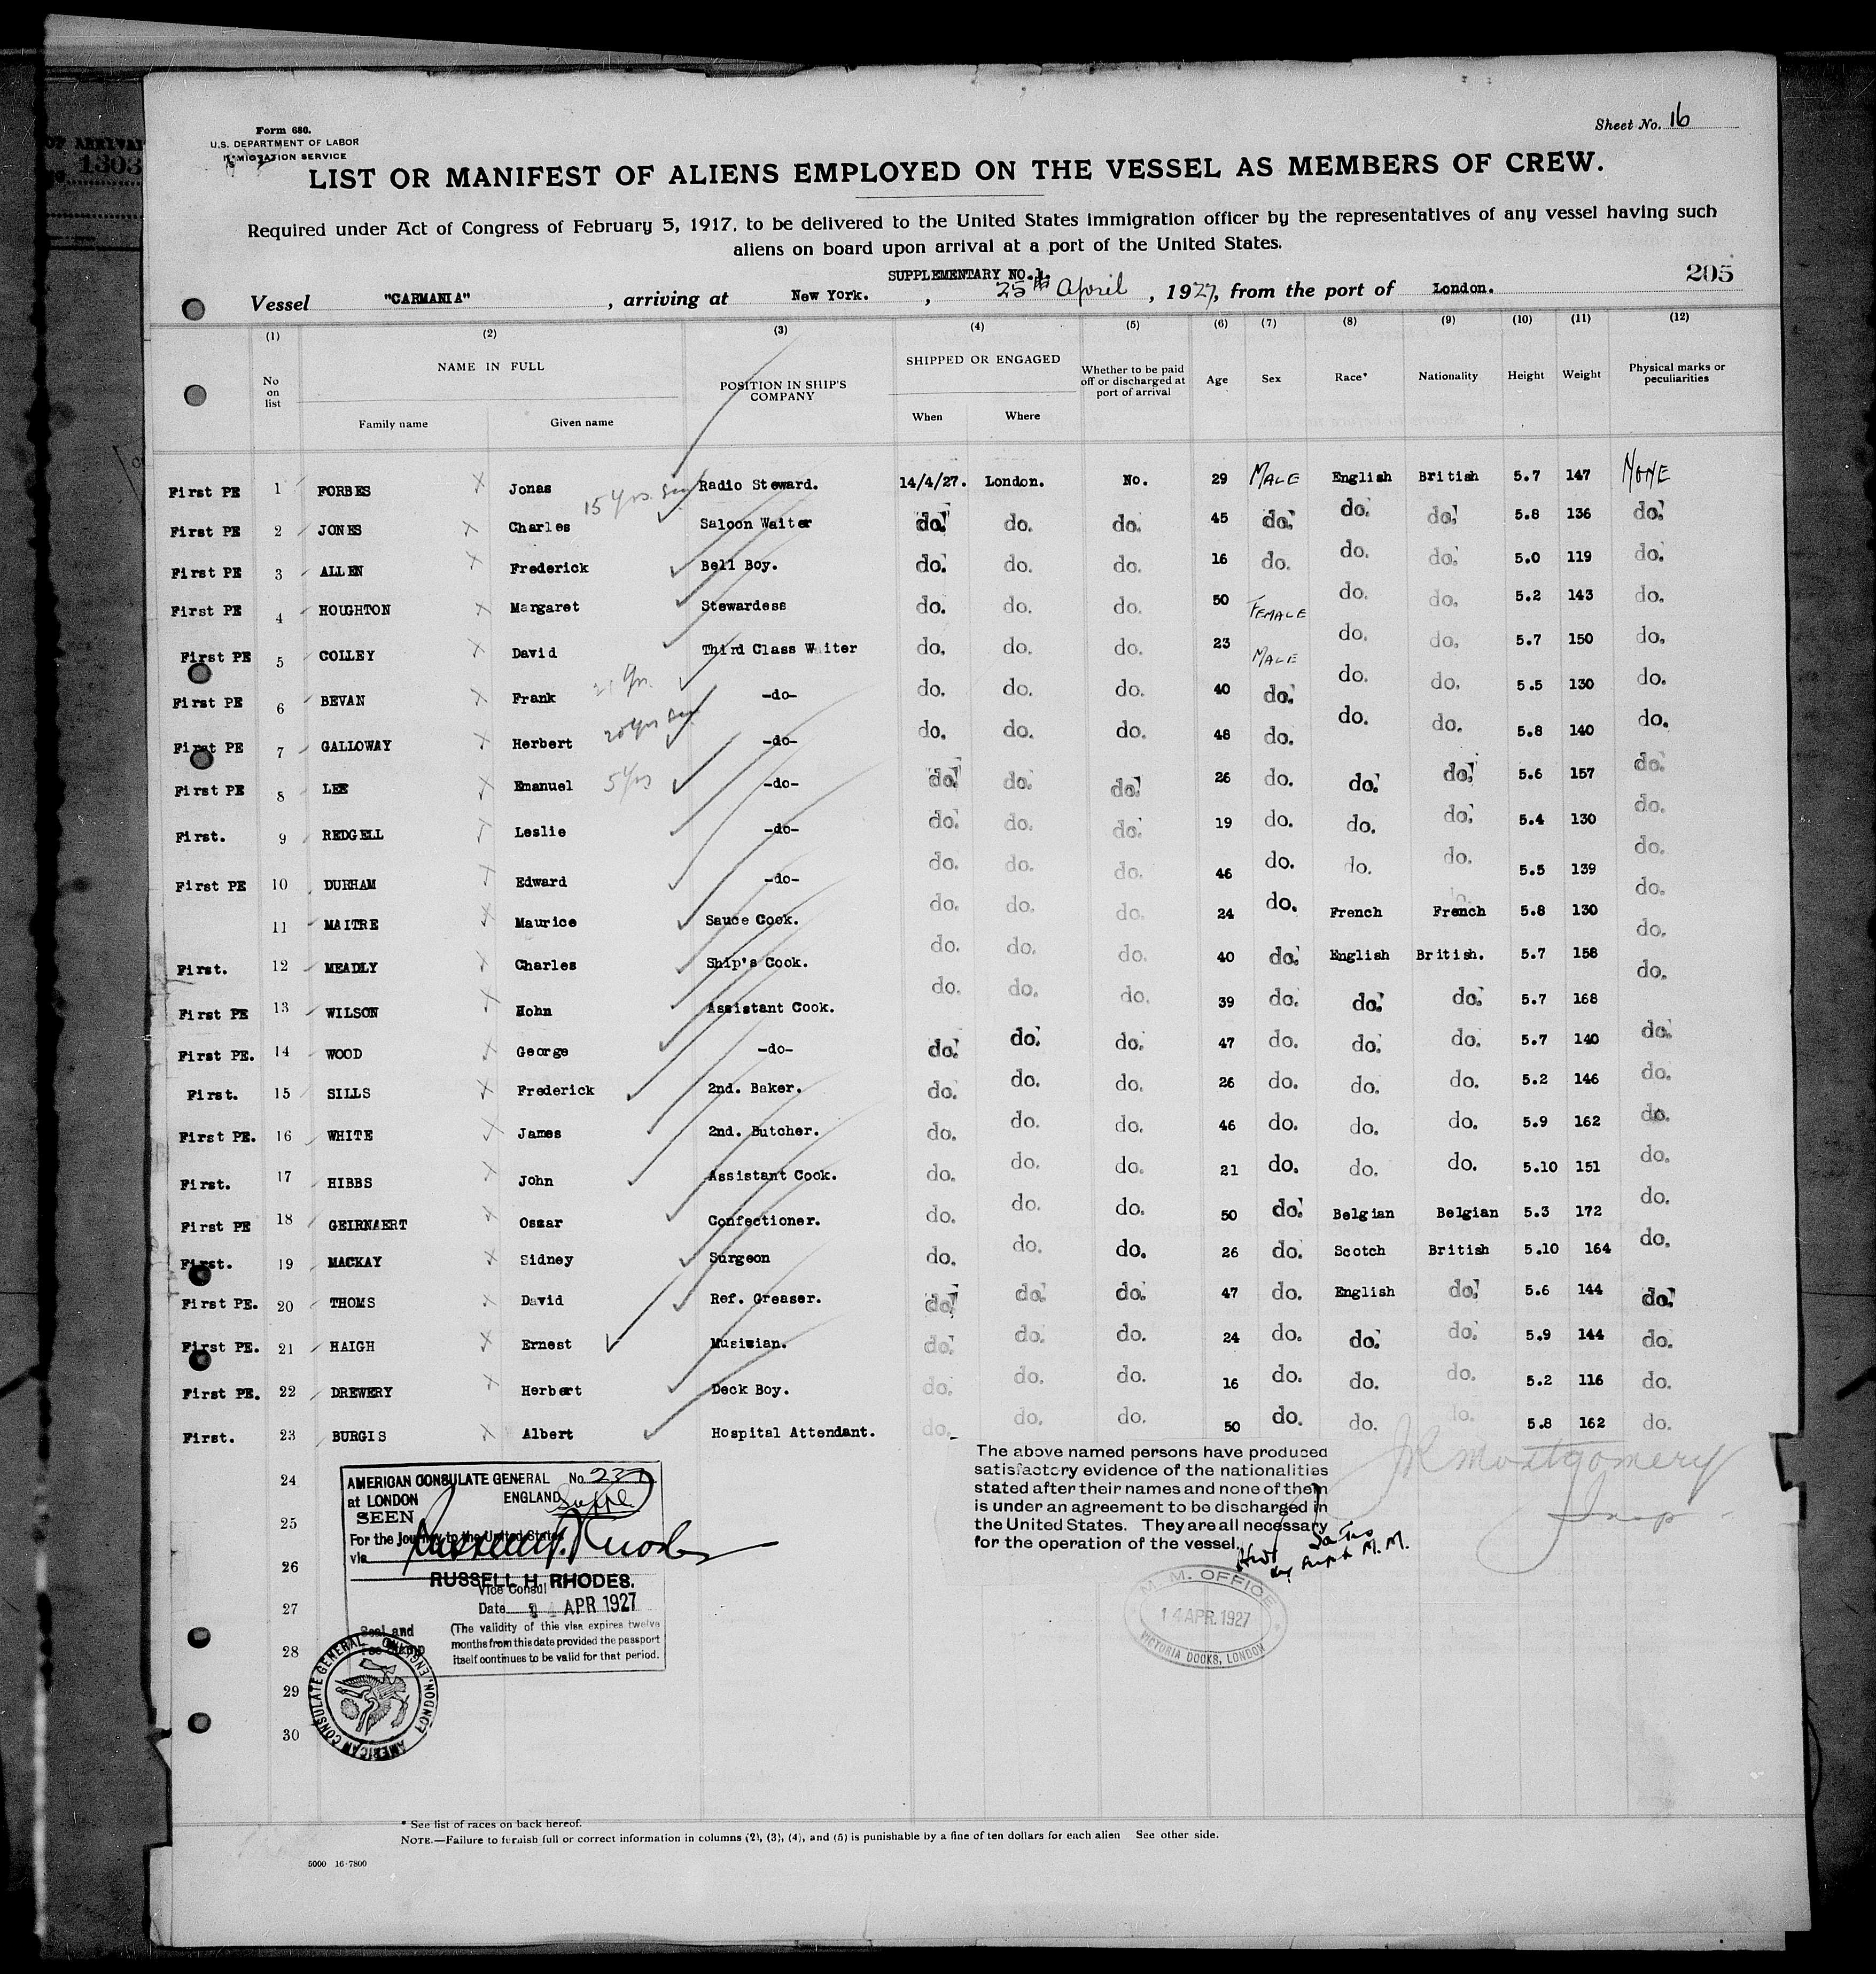 OF ARRIVAL
1303
Form 680.
U.S. DEPARTMENT OF LABOR
IMMIGRATION SERVICE
Sheet No. 16
LIST OR MANIFEST OF ALIENS EMPLOYED ON THE VESSEL AS MEMBERS OF CREW.
Required under Act of Congress of February 5, 1917, to be delivered to the United States immigration officer by the representatives of any vessel having such
aliens on board upon arrival at a port of the United States.
SUPPLEMENTARY NO. 1.
205
Vessel "CARMANIA", arriving at New York., 25th April, 1927, from the port of London.
(1) (2) (3) (4) (5) (6) (7) (8) (9) (10) (11) (12)
No on list NAME IN FULL POSITION IN SHIP'S COMPANY SHIPPED OR ENGAGED Whether to be paid off or discharged at port of arrival Age Sex Race* Nationality Height Weight Physical marks or peculiarities
Family name Given name When Where
First PE 1 FORBES Jonas Radio Steward. 14/4/27. London. No. 29 MALE English British 5.7 147 NONE
First PE 2 JONES Charles 15 yrs. Saloon Waiter do. do. do. 45 do. do. do. 5.8 136 do.
First PE 3 ALLEN Frederick Bell Boy. do. do. do. 16 do. do. do. 5.0 119 do.
First PE 4 HOUGHTON Margaret Stewardess do. do. do. 50 FEMALE do. do. 5.2 143 do.
First PE 5 COLLEY David Third Class Waiter do. do. do. 23 MALE do. do. 5.7 150 do.
First PE 6 BEVAN Frank yrs. -do- do. do. do. 40 do. do. do. 5.5 130 do.
First PE 7 GALLOWAY Herbert 20 yrs -do- do. do. do. 48 do. do. do. 5.8 140 do.
First PE 8 LEE Emanuel 5 yrs -do- do. do. do. 26 do. do. do. 5.6 157 do.
First. 9 REDGELL Leslie -do- do. do. do. 19 do. do. do. 5.4 130 do.
First PE 10 DURHAM Edward -do- do. do. do. 46 do. do. do. 5.5 139 do.
11 MAITRE Maurice Sauce Cook. do. do. do. 24 do. French French 5.8 130 do.
First. 12 MEADLY Charles Ship's Cook. do. do. do. 40 do. English British. 5.7 158 do.
First PE 13 WILSON Hohn Assistant Cook. do. do. do. 39 do. do. do. 5.7 168 do.
First PE. 14 WOOD George -do- do. do. do. 47 do. do. do. 5.7 140 do.
First. 15 SILLS Frederick 2nd. Baker. do. do. do. 26 do. do. do. 5.2 146 do.
First PE. 16 WHITE James 2nd. Butcher. do. do. do. 46 do. do. do. 5.9 162 do.
First. 17 HIBBS John Assistant Cook. do. do. do. 21 do. do. do. 5.10 151 do.
First PE 18 GEIRNAERT Oscar Confectioner. do. do. do. 50 do. Belgian Belgian 5.3 172 do.
First. 19 MACKAY Sidney Surgeon do. do. do. 26 do. Scotch British 5.10 164 do.
First PE. 20 THOMS David Ref. Greaser. do. do. do. 47 do. English do. 5.6 144 do.
First PE. 21 HAIGH Ernest Musician. do. do. do. 24 do. do. do. 5.9 144 do.
First PE. 22 DREWERY Herbert Deck Boy. do. do. do. 16 do. do. do. 5.2 116 do.
First. 23 BURGIS Albert Hospital Attendant. do. do. do. 50 do. do. do. 5.8 162 do.
24
25
26
27
28
29
30
AMERICAN CONSULATE GENERAL No. 237
at LONDON ENGLAND Suppl
SEEN
For the Journey to the United States
via
Russell H. Rhodes
RUSSELL H. RHODES.
Vice Consul
Date 14 APR 1927
Seal and
Fee Stamp
(The validity of this visa expires twelve
months from this date provided the passport
itself continues to be valid for that period.
AMERICAN CONSULATE GENERAL LONDON, ENGLAND
The above named persons have produced
satisfactory evidence of the nationalities
stated after their names and none of them
is under an agreement to be discharged in
the United States. They are all necessary
for the operation of the vessel.
Supt M. M.
JR Montgomery
Insp
M. M. OFFICE
14 APR. 1927
VICTORIA DOCKS, LONDON
* See list of races on back hereof.
NOTE.—Failure to furnish full or correct information in columns (2), (3), (4), and (5) is punishable by a fine of ten dollars for each alien See other side.
5000 16-7800